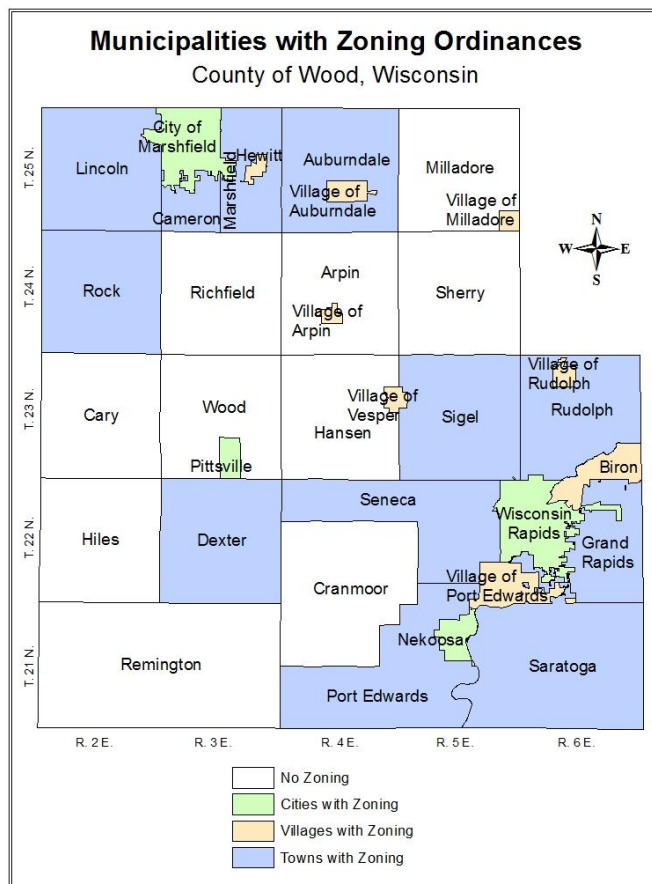 Municipalities with Zoning Ordinances
County of Wood, Wisconsin
T. 25 N.
Lincoln
City of
Marshfield
Cameron
Marshfield
Hewitt
Auburndale
Village of
Auburndale
Milladore
Village of
Milladore
N
W
E
S
T. 24 N.
Rock
Richfield
Arpin
Village of
Arpin
Sherry
T. 23 N.
Cary
Wood
Pittsville
Village of
Vesper
Hansen
Sigel
Village of
Rudolph
Rudolph
Biron
T. 22 N.
Hiles
Dexter
Seneca
Cranmoor
Wisconsin
Rapids
Grand
Rapids
Village of
Port Edwards
T. 21 N.
Remington
Nekoosa
Port Edwards
Saratoga
R. 2 E.
R. 3 E.
R. 4 E.
R. 5 E.
R. 6 E.
No Zoning
Cities with Zoning
Villages with Zoning
Towns with Zoning